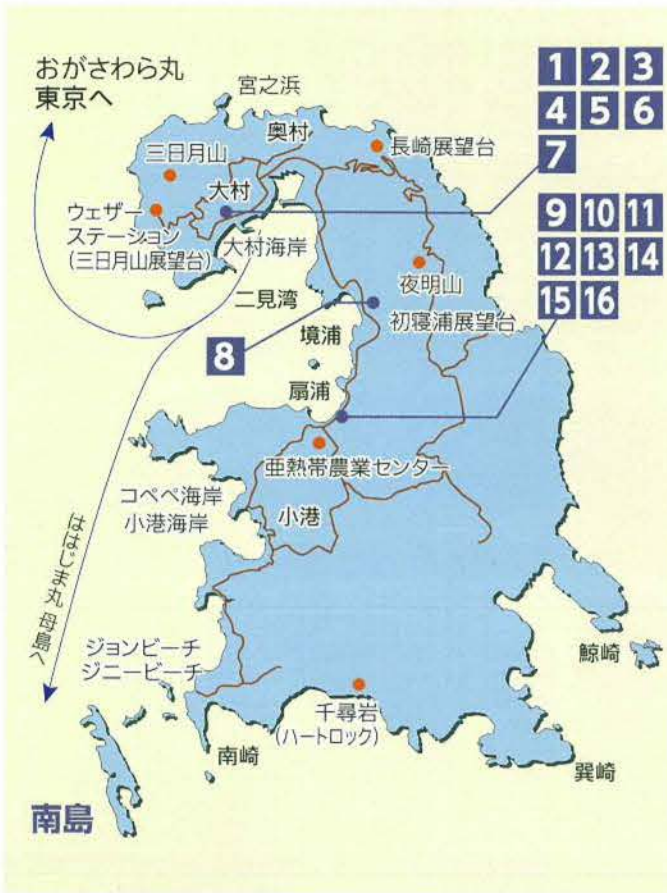 おがさわら丸
東京へ
宮之浜
奥村
長崎展望台
三日月山
大村
ウェザー
ステーション
(三日月山展望台)
大村海岸
二見湾
夜明山
初寝浦展望台
境浦
扇浦
1 2 3
4 5 6
7
8
9 10 11
12 13 14
15 16
亜熱帯農業センター
コペペ海岸
小港海岸
小港
ははじま丸 母島へ
ジョンビーチ
ジニービーチ
鯨崎
千尋岩
(ハートロック)
南崎
巽崎
南島